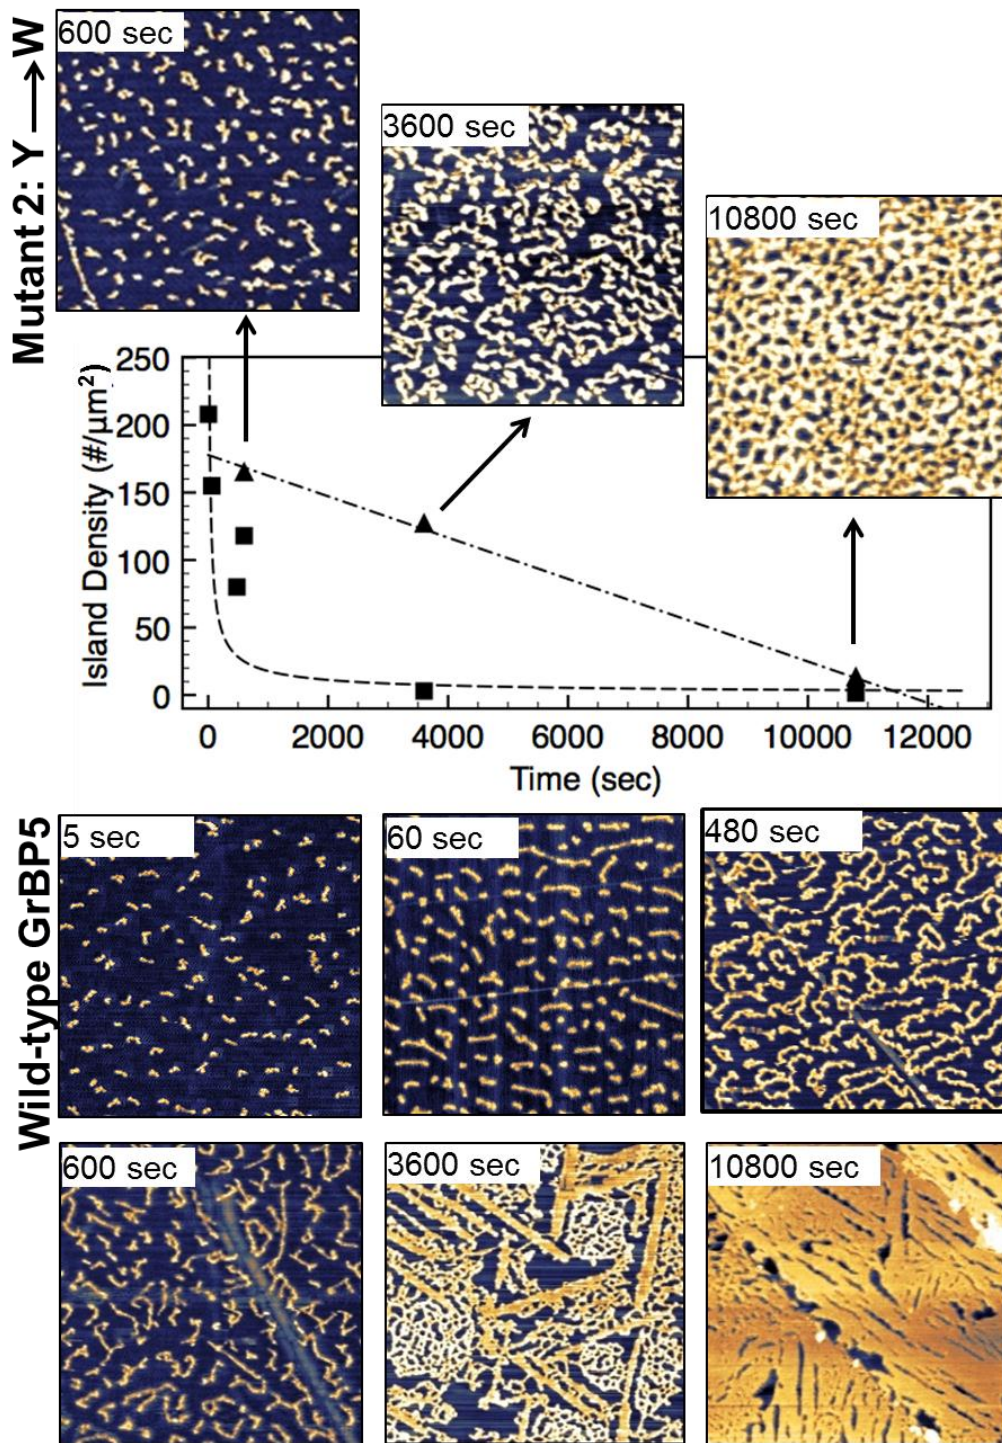 Mutant 2: Y → W
600 sec
3600 sec
10800 sec
Island Density (#/μm²)
250
200
150
100
50
0
0 2000 4000 6000 8000 10000 12000
Time (sec)
Wild-type GrBP5
5 sec
60 sec
480 sec
600 sec
3600 sec
10800 sec